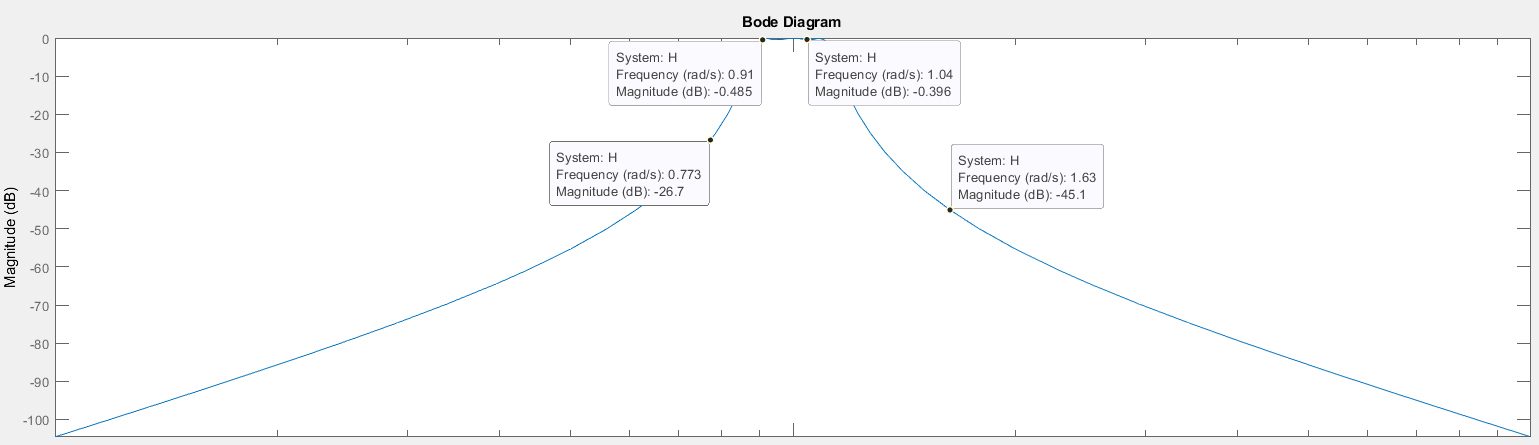 Bode Diagram
0
-10
-20
-30
-40
-50
-60
-70
-80
-90
-100
Magnitude (dB)
System: H
Frequency (rad/s): 0.91
Magnitude (dB): -0.485
System: H
Frequency (rad/s): 1.04
Magnitude (dB): -0.396
System: H
Frequency (rad/s): 0.773
Magnitude (dB): -26.7
System: H
Frequency (rad/s): 1.63
Magnitude (dB): -45.1